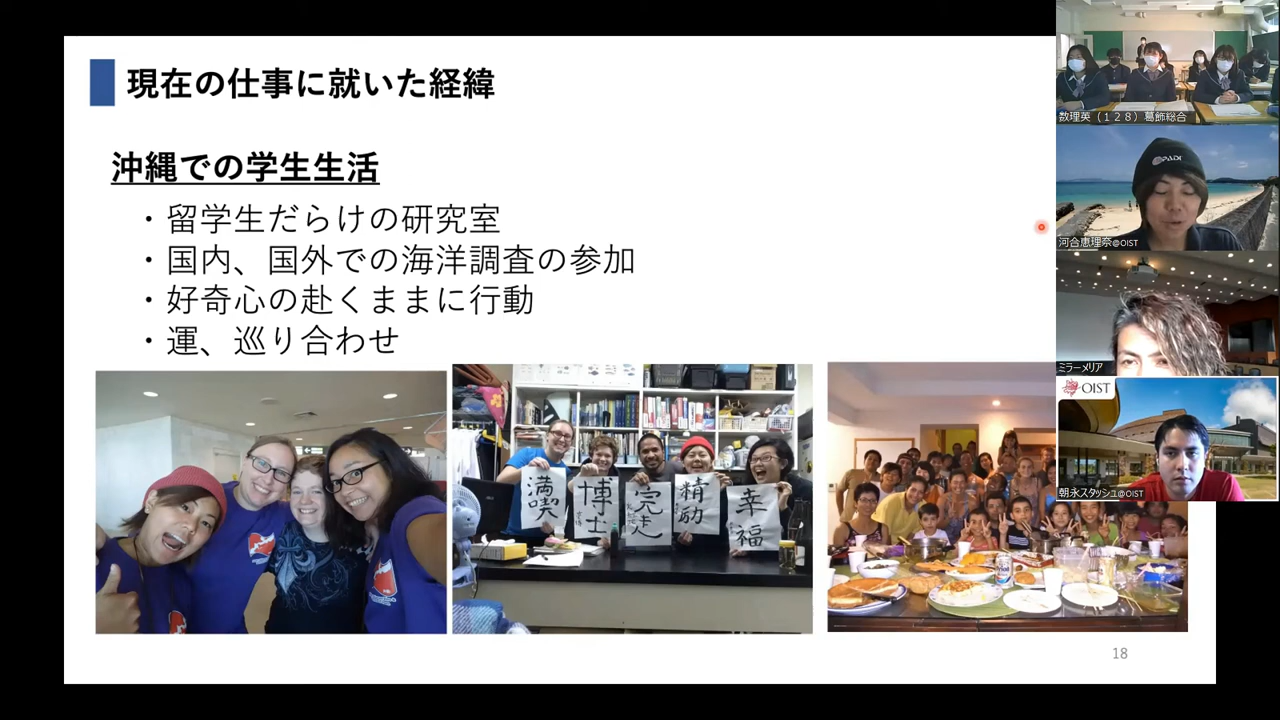 現在の仕事に就いた経緯
沖縄での学生生活
・留学生だらけの研究室
・国内、国外での海洋調査の参加
・好奇心の赴くままに行動
・運、巡り合わせ
満喫
博士
完走
精励
幸福
18
数理英（１２８）葛飾総合
PADI
河合恵理奈@OIST
ミラーメリア
OIST
朝永スタッシュ@OIST